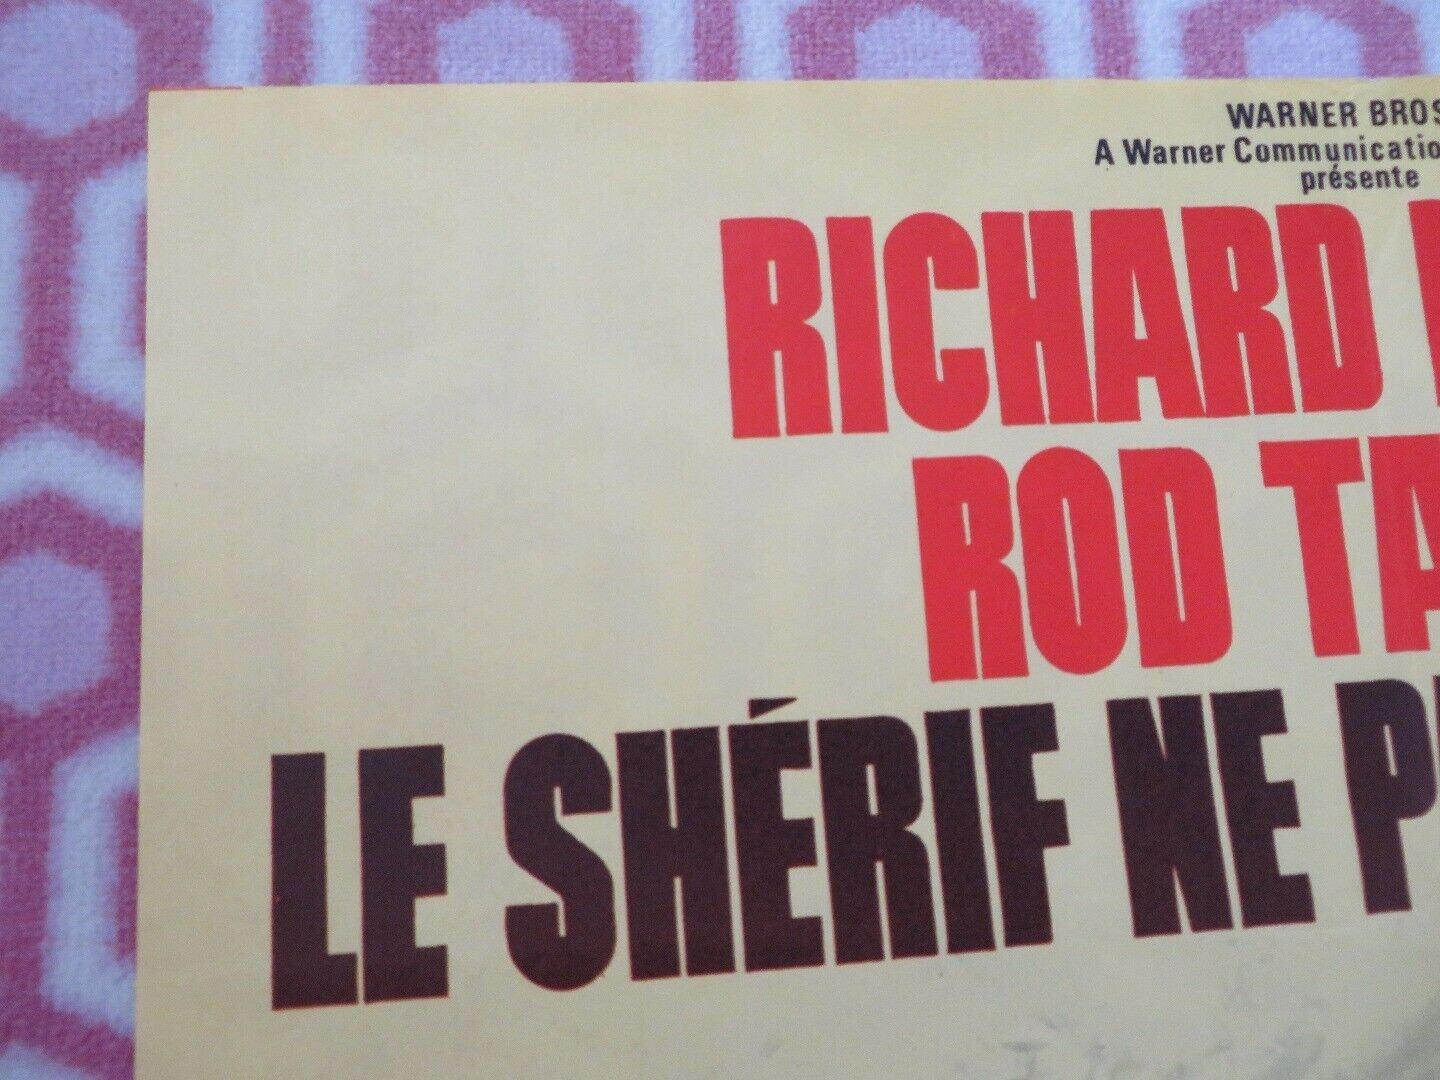 WARNER BROS
A Warner Communicatio
présente
RICHARD
ROD TA
LE SHÉRIF NE P